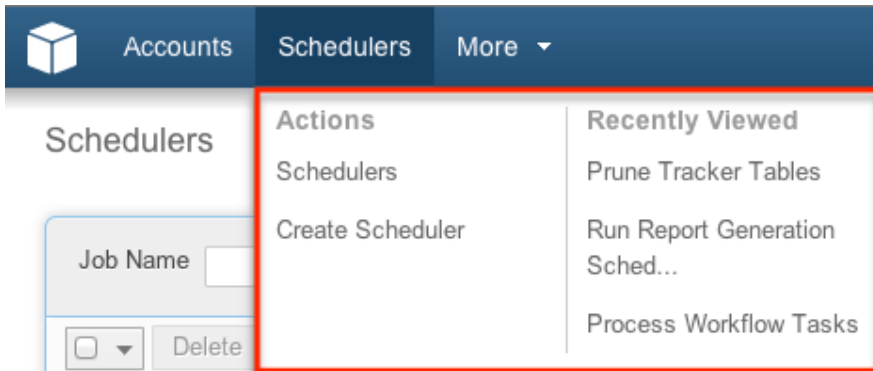 Accounts Schedulers More
Schedulers
Actions
Schedulers
Create Scheduler
Recently Viewed
Prune Tracker Tables
Run Report Generation
Sched...
Process Workflow Tasks
Job Name
Delete